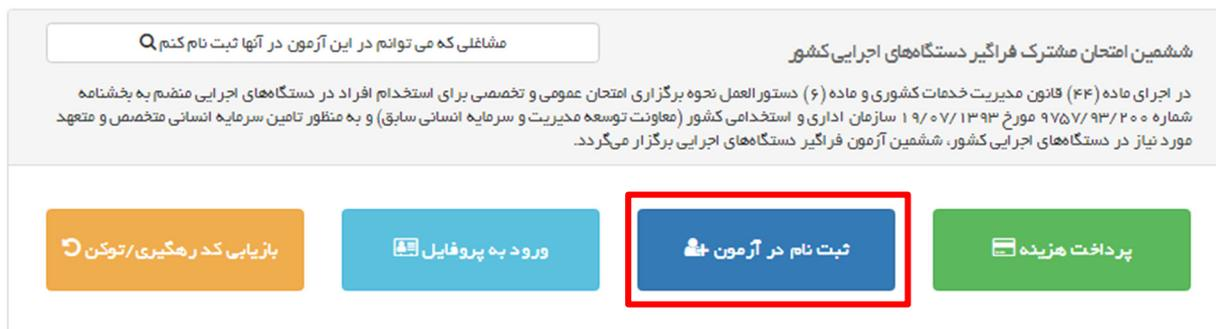 مشاغلی که می توانم در این آزمون در آنها ثبت نام کنم
ششمین امتحان مشترک فراگیر دستگاه‌های اجرایی کشور
در اجرای ماده (۴۴) قانون مدیریت خدمات کشوری و ماده (۶) دستورالعمل نحوه برگزاری امتحان عمومی و تخصصی برای استخدام افراد در دستگاه‌های اجرایی منضم به بخشنامه
شماره ۹۷۵۷/۹۳/۲۰۰ مورخ ۱۹/۰۷/۱۳۹۳ سازمان اداری و استخدامی کشور (معاونت توسعه مدیریت و سرمایه انسانی سابق) و به منظور تامین سرمایه انسانی متخصص و متعهد
مورد نیاز در دستگاه‌های اجرایی کشور، ششمین آزمون فراگیر دستگاه‌های اجرایی برگزار می‌گردد.
پرداخت هزینه
ثبت نام در آزمون
ورود به پروفایل
بازیابی کد رهگیری/توکن